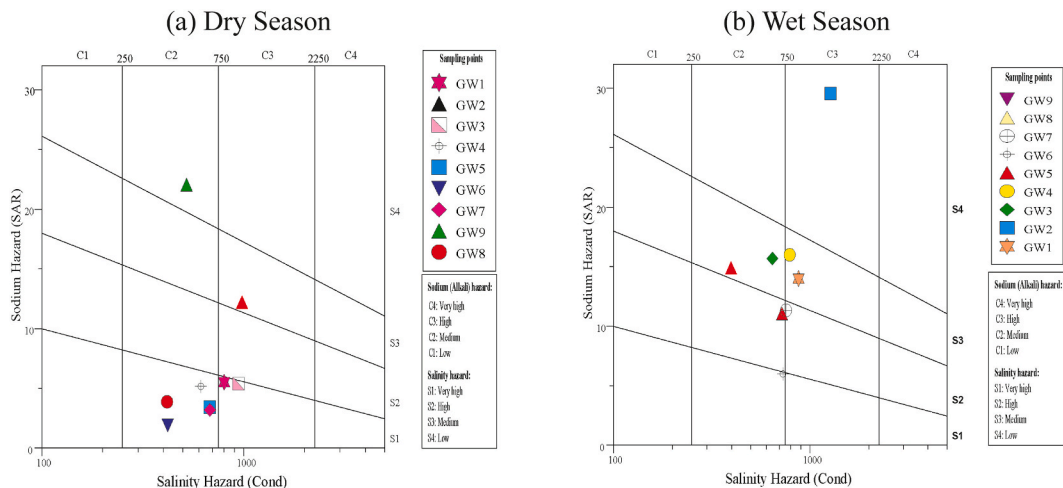 (a) Dry Season
C1 250 C2 750 C3 2250 C4
30
20
10
0
Sodium Hazard (SAR)
S4
S3
S2
S1
100 1000
Salinity Hazard (Cond)
Sampling points
GW1
GW2
GW3
GW4
GW5
GW6
GW7
GW9
GW8
Sodium (Alkali) hazard:
C4: Very high
C3: High
C2: Medium
C1: Low
Salinity hazard:
S1: Very high
S2: High
S3: Medium
S4: Low
(b) Wet Season
C1 250 C2 750 C3 2250 C4
30
20
10
0
Sodium Hazard (SAR)
S4
S3
S2
S1
100 1000
Salinity Hazard (Cond)
Sampling points
GW9
GW8
GW7
GW6
GW5
GW4
GW3
GW2
GW1
Sodium (Alkali) hazard:
C4: Very high
C3: High
C2: Medium
C1: Low
Salinity hazard:
S1: Very high
S2: High
S3: Medium
S4: Low